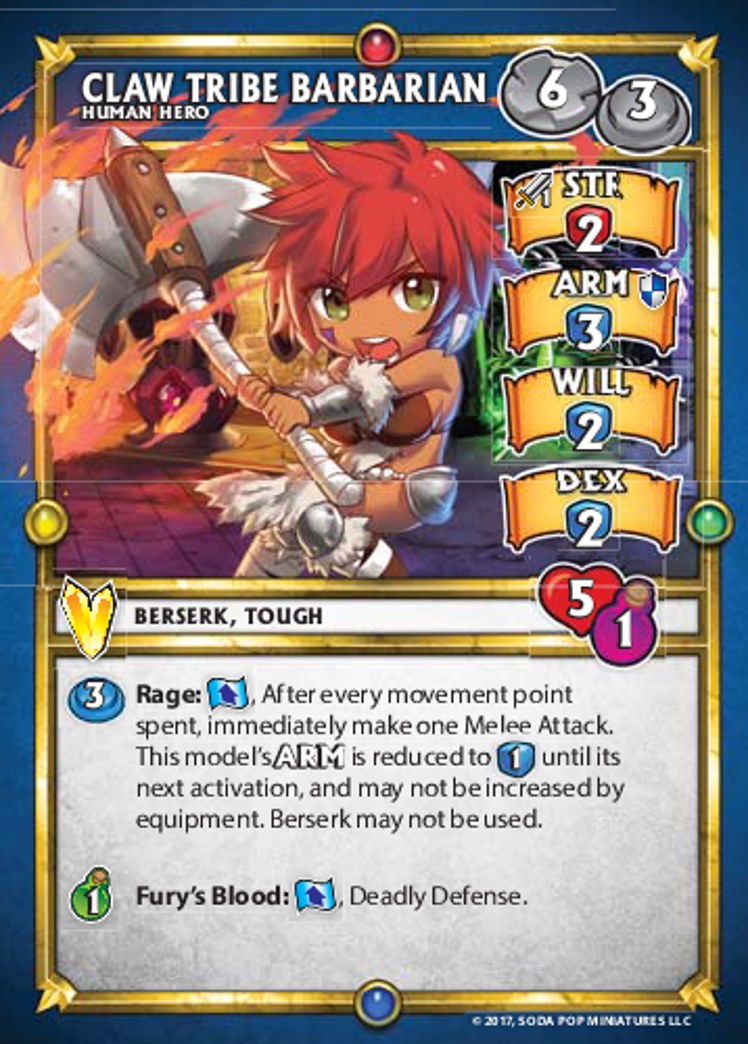 CLAW TRIBE BARBARIAN
HUMAN HERO
6
3
1 STR
2
ARM
3
WILL
2
DEX
2
BERSERK, TOUGH
5
1
3 Rage: , After every movement point
spent, immediately make one Melee Attack.
This model's ARM is reduced to 1 until its
next activation, and may not be increased by
equipment. Berserk may not be used.
1 Fury's Blood: , Deadly Defense.
© 2017, SODA POP MINIATURES LLC